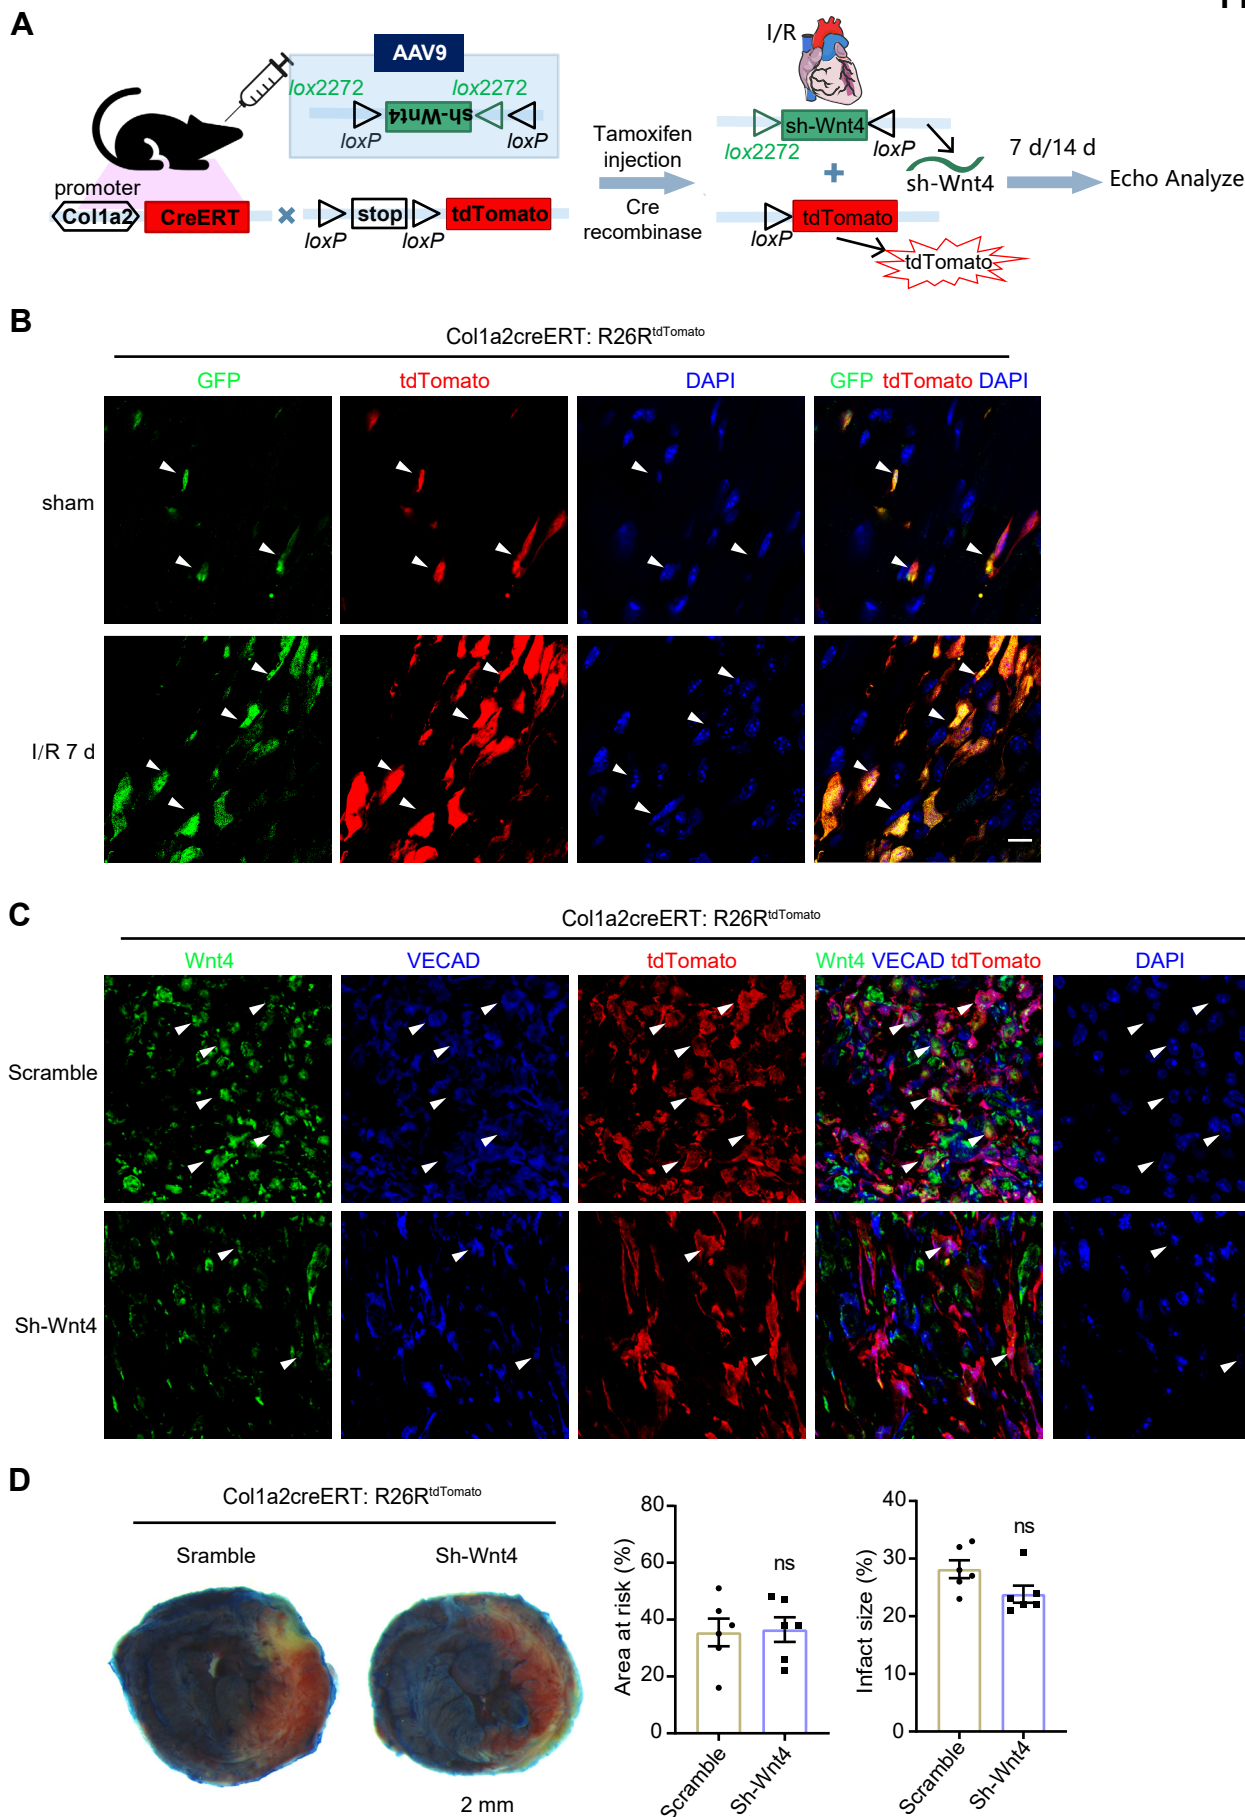 A
AAV9
lox2272 lox2272
sh-Wnt4
loxP loxP
promoter
Col1a2 CreERT
stop tdTomato
loxP loxP
Tamoxifen
injection
Cre
recombinase
I/R
sh-Wnt4
lox2272 loxP
sh-Wnt4
tdTomato
loxP
tdTomato
7 d/14 d
Echo Analyze
B
Col1a2creERT: R26RtdTomato
GFP tdTomato DAPI GFP tdTomato DAPI
sham
I/R 7 d
C
Col1a2creERT: R26RtdTomato
Wnt4 VECAD tdTomato Wnt4 VECAD tdTomato DAPI
Scramble
Sh-Wnt4
D
Col1a2creERT: R26RtdTomato
Sramble Sh-Wnt4
2 mm
Area at risk (%)
80
60
40
20
0
ns
Scramble Sh-Wnt4
Infact size (%)
40
30
20
10
0
ns
Scramble Sh-Wnt4